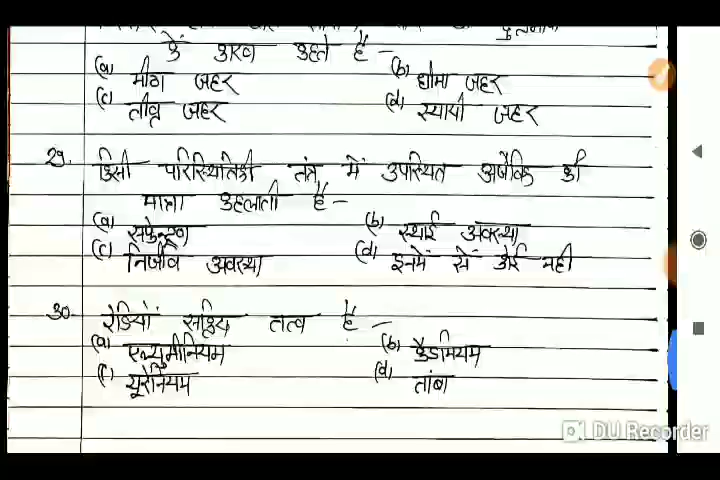 के कारण कहते है -
(a) मीठा जहर (b) धीमा जहर
(c) तीव्र जहर (d) स्थायी जहर
29. किसी पारिस्थितिकी तंत्र में उपस्थित अजैविक की
मात्रा कहलाती है -
(a) (b) स्थाई अवस्था
(c) निर्जीव अवस्था (d) इनमें से कोई नही
30. रेडियों सक्रिय तत्व है -
(a) एल्युमीनियम (b) कैडमियम
(c) यूरेनियम (d) तांबा
DU Recorder